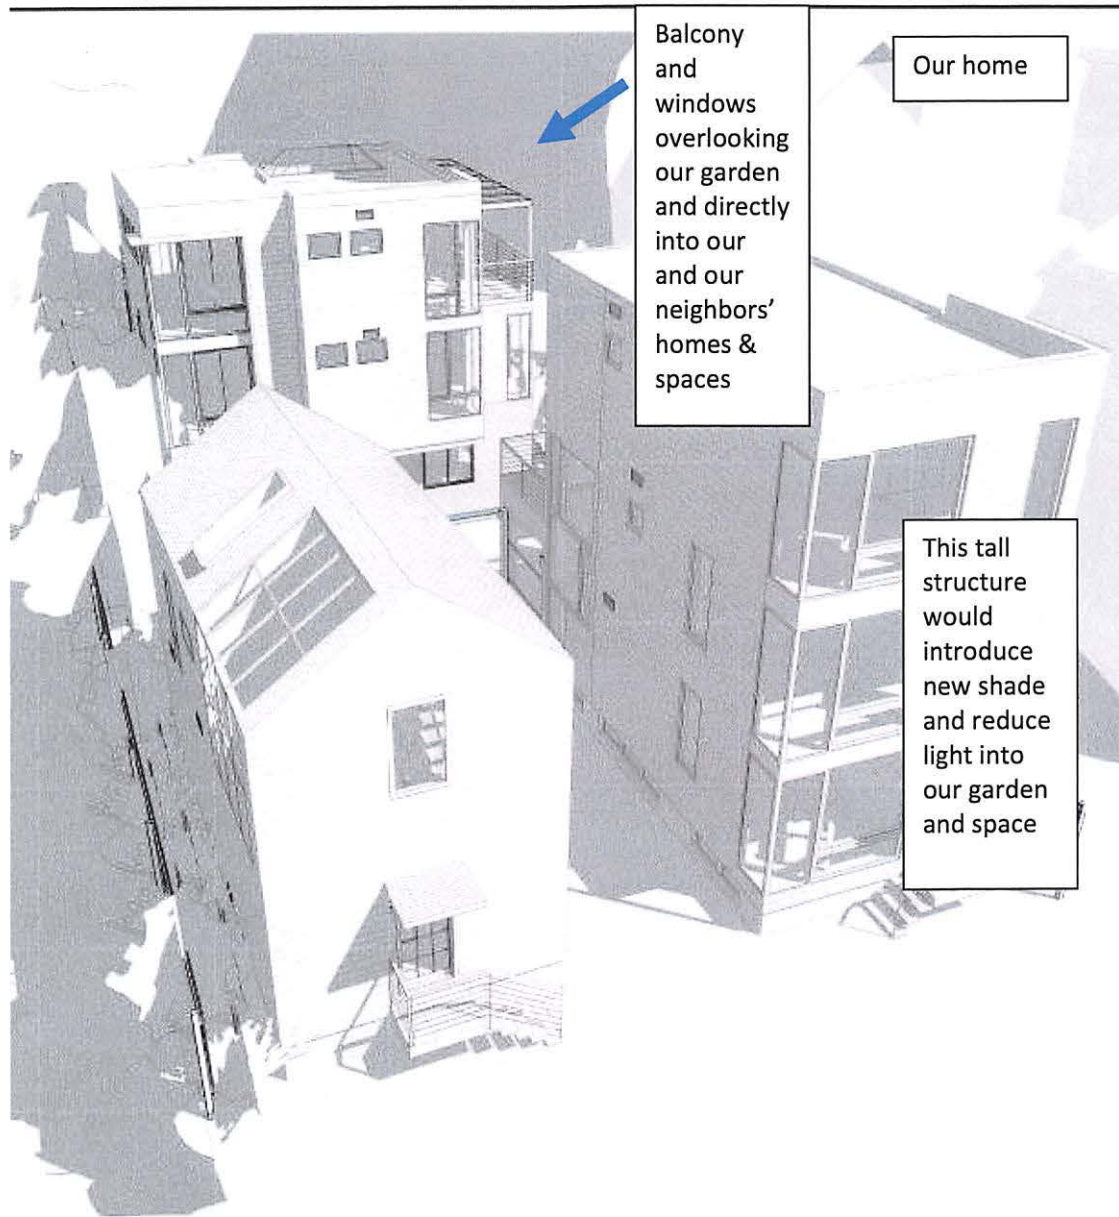 Balcony
and
windows
overlooking
our garden
and directly
into our
and our
neighbors’
homes &
spaces
Our home
This tall
structure
would
introduce
new shade
and reduce
light into
our garden
and space